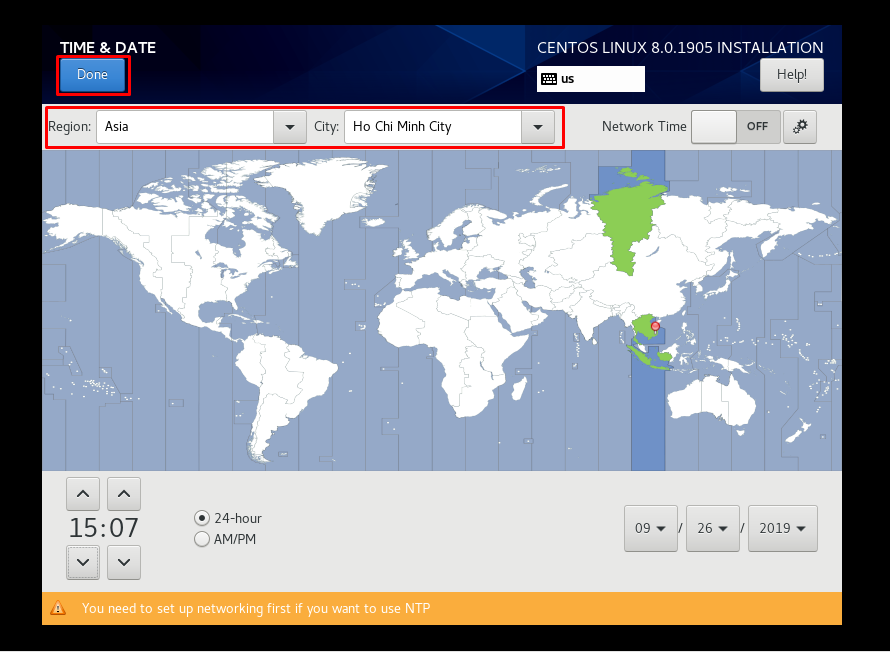 TIME & DATE
CENTOS LINUX 8.0.1905 INSTALLATION
Done
us
Help!
Region: Asia City: Ho Chi Minh City Network Time OFF
15:07
24-hour
AM/PM
09 / 26 / 2019
You need to set up networking first if you want to use NTP